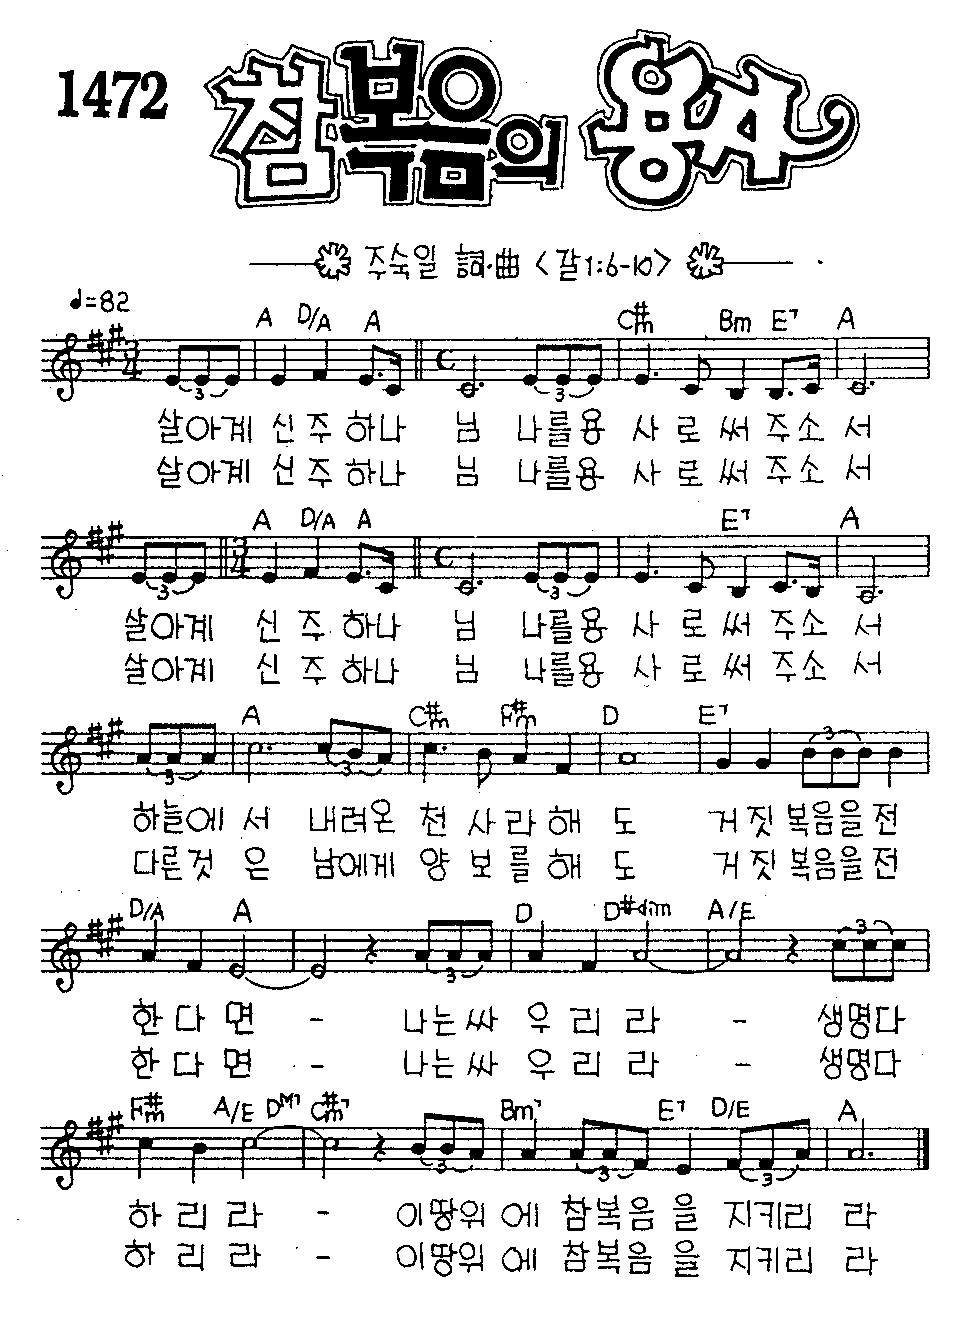 1472 참복음의 용사
주숙일 詞·曲 <갈1:6-10>
♩=82
A D/A A C#m Bm E7 A
3/4 3 C 3
살아계 신 주 하나 님 나를용 사 로 써 주소 서
살아계 신 주 하나 님 나를용 사 로 써 주소 서
A D/A A E7 A
3 3/4 C 3
살아계 신 주 하나 님 나를용 사 로 써 주소 서
살아계 신 주 하나 님 나를용 사 로 써 주소 서
A C#m F#m D E7
3 3 3
하늘에 서 내려온 천 사 라 해 도 거 짓 복음을 전
다른것 은 남에게 양 보 를 해 도 거 짓 복음을 전
D/A A D D#dim A/E
3 3 3
한 다 면 - 나는싸 우 리 라 - 생명다
한 다 면 - 나는싸 우 리 라 - 생명다
F#m A/E DM7 C#m7 Bm7 E7 D/E A
3 3 3
하 리 라 - 이땅위 에 참복음 을 지키리 라
하 리 라 - 이땅위 에 참복음 을 지키리 라